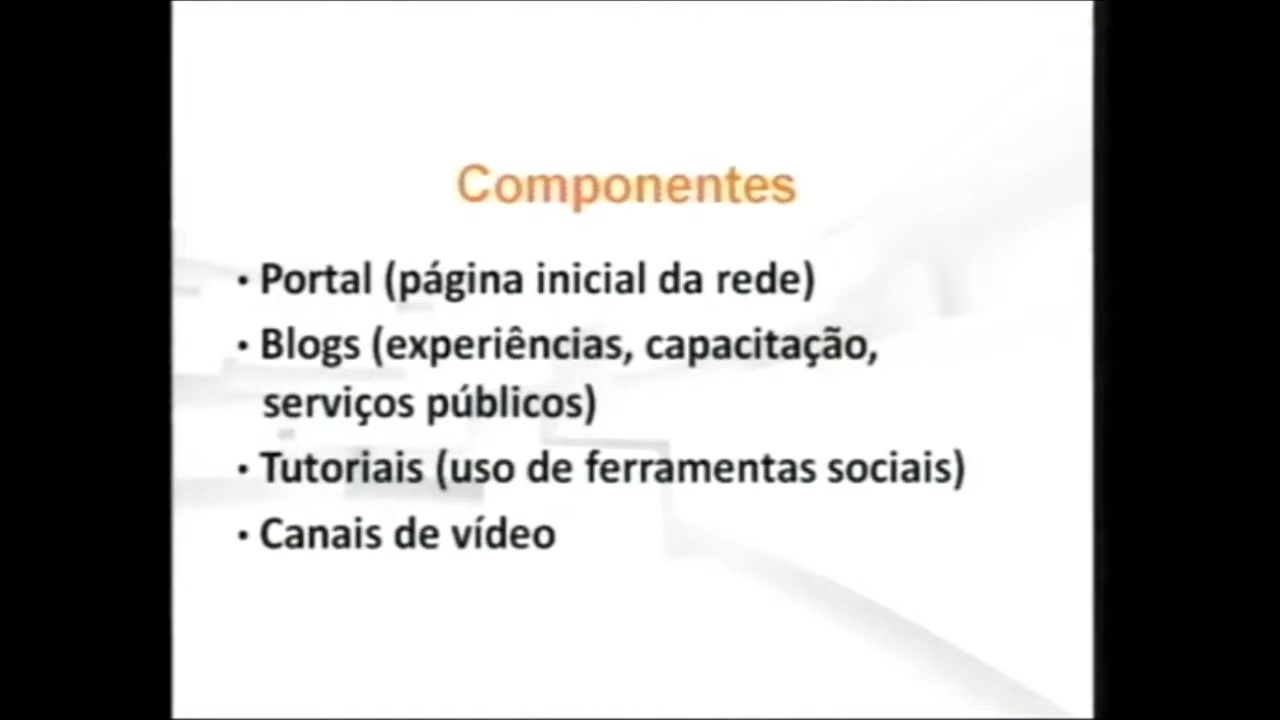 Componentes
• Portal (página inicial da rede)
• Blogs (experiências, capacitação,
serviços públicos)
• Tutoriais (uso de ferramentas sociais)
• Canais de vídeo